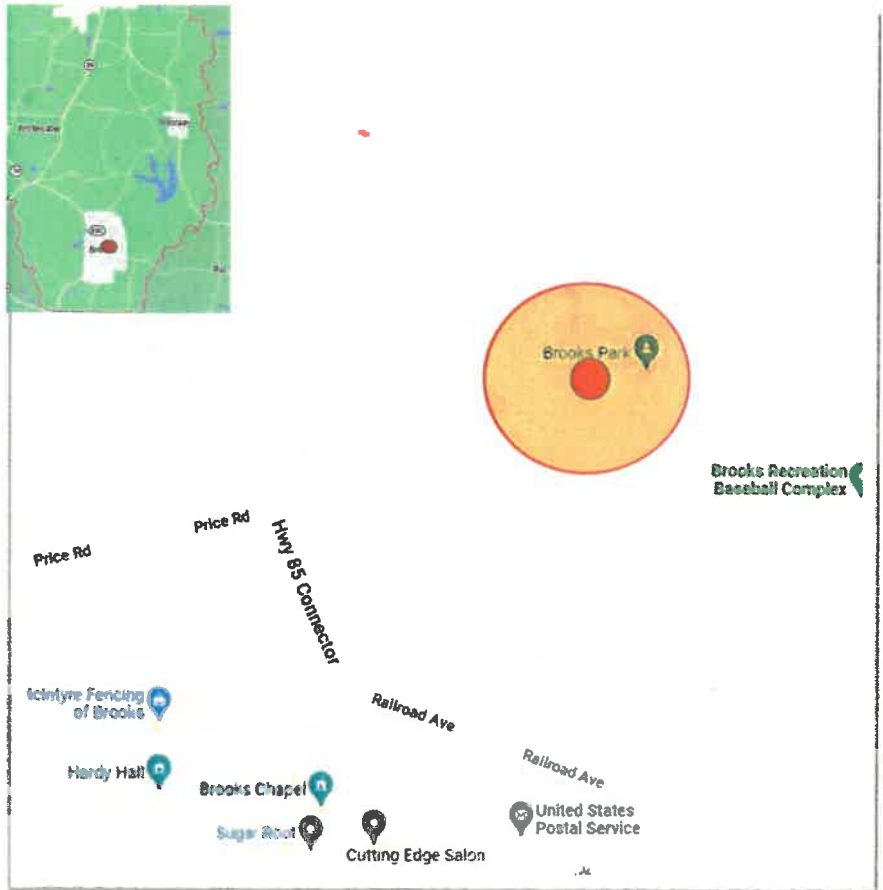 Brooks Park
Brooks Recreation
Baseball Complex
Price Rd
Price Rd
Hwy 85 Connector
Icintyre Fencing
of Brooks
Railroad Ave
Railroad Ave
Hardy Hall
Brooks Chapel
Sugar Root
United States
Postal Service
Cutting Edge Salon